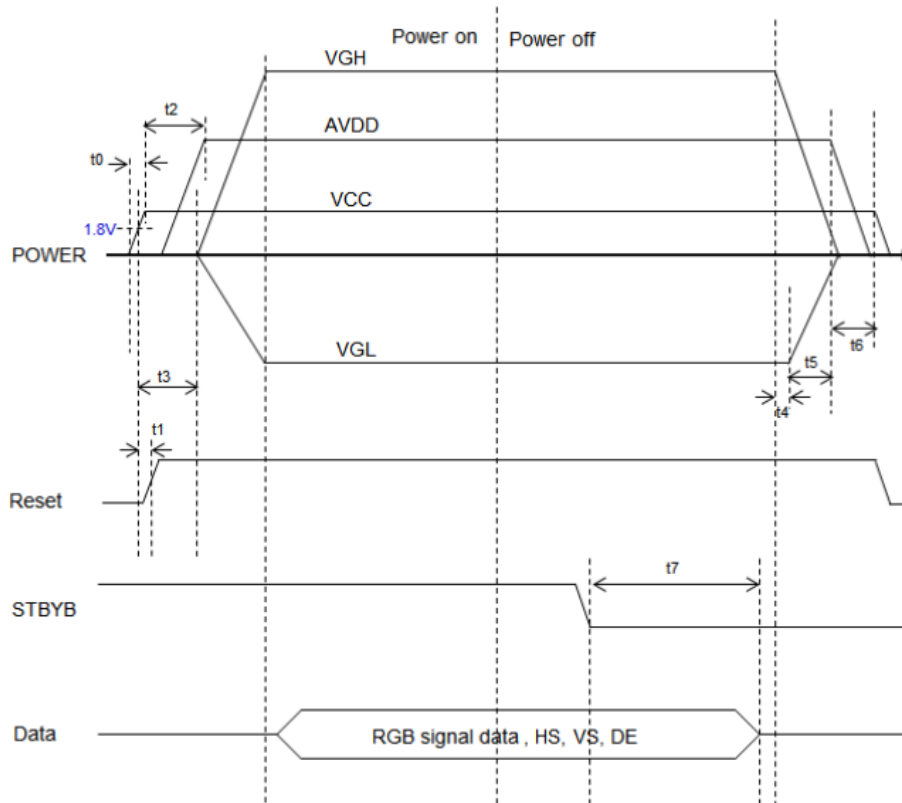 Power on
Power off
VGH
t2
AVDD
t0
VCC
1.8V
POWER
VGL
t6
t5
t3
t4
t1
Reset
t7
STBYB
Data
RGB signal data , HS, VS, DE